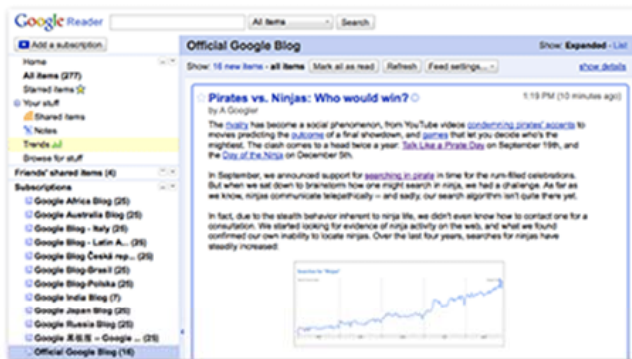 Google Reader
All items
Search
Add a subscription
Home
All items (277)
Starred items
Your stuff
Shared items
Notes
Trends
Browse for stuff
Friends' shared items (4)
Subscriptions
Google Africa Blog (25)
Google Australia Blog (25)
Google Blog - Italy (25)
Google Blog - Latin A... (25)
Google Blog Česká rep... (25)
Google Blog-Brasil (25)
Google Blog-Polska (25)
Google India Blog (7)
Google Japan Blog (25)
Google Russia Blog (25)
Google 黑板报 – Google ... (25)
Official Google Blog (16)
Official Google Blog
Show: Expanded - List
Show: 16 new items - all items
Mark all as read
Refresh
Feed settings...
show details
Pirates vs. Ninjas: Who would win?
1:19 PM (10 minutes ago)
by A Googler
The rivalry has become a social phenomenon, from YouTube videos condemning pirates' accents to
movies predicting the outcome of a final showdown, and games that let you decide who's the
mightiest. The clash comes to a head twice a year: Talk Like a Pirate Day on September 19th, and
the Day of the Ninja on December 5th.
In September, we announced support for searching in pirate in time for the rum-filled celebrations.
But when we sat down to brainstorm how one might search in ninja, we had a challenge. As far as
we know, ninjas communicate telepathically – and sadly, our search algorithm isn't quite there yet.
In fact, due to the stealth behavior inherent to ninja life, we didn't even know how to contact one for a
consultation. We started looking for evidence of ninja activity on the web, and what we found
confirmed our own inability to locate ninjas. Over the last four years, searches for ninjas have
steadily increased:
Searches for "Ninjas"